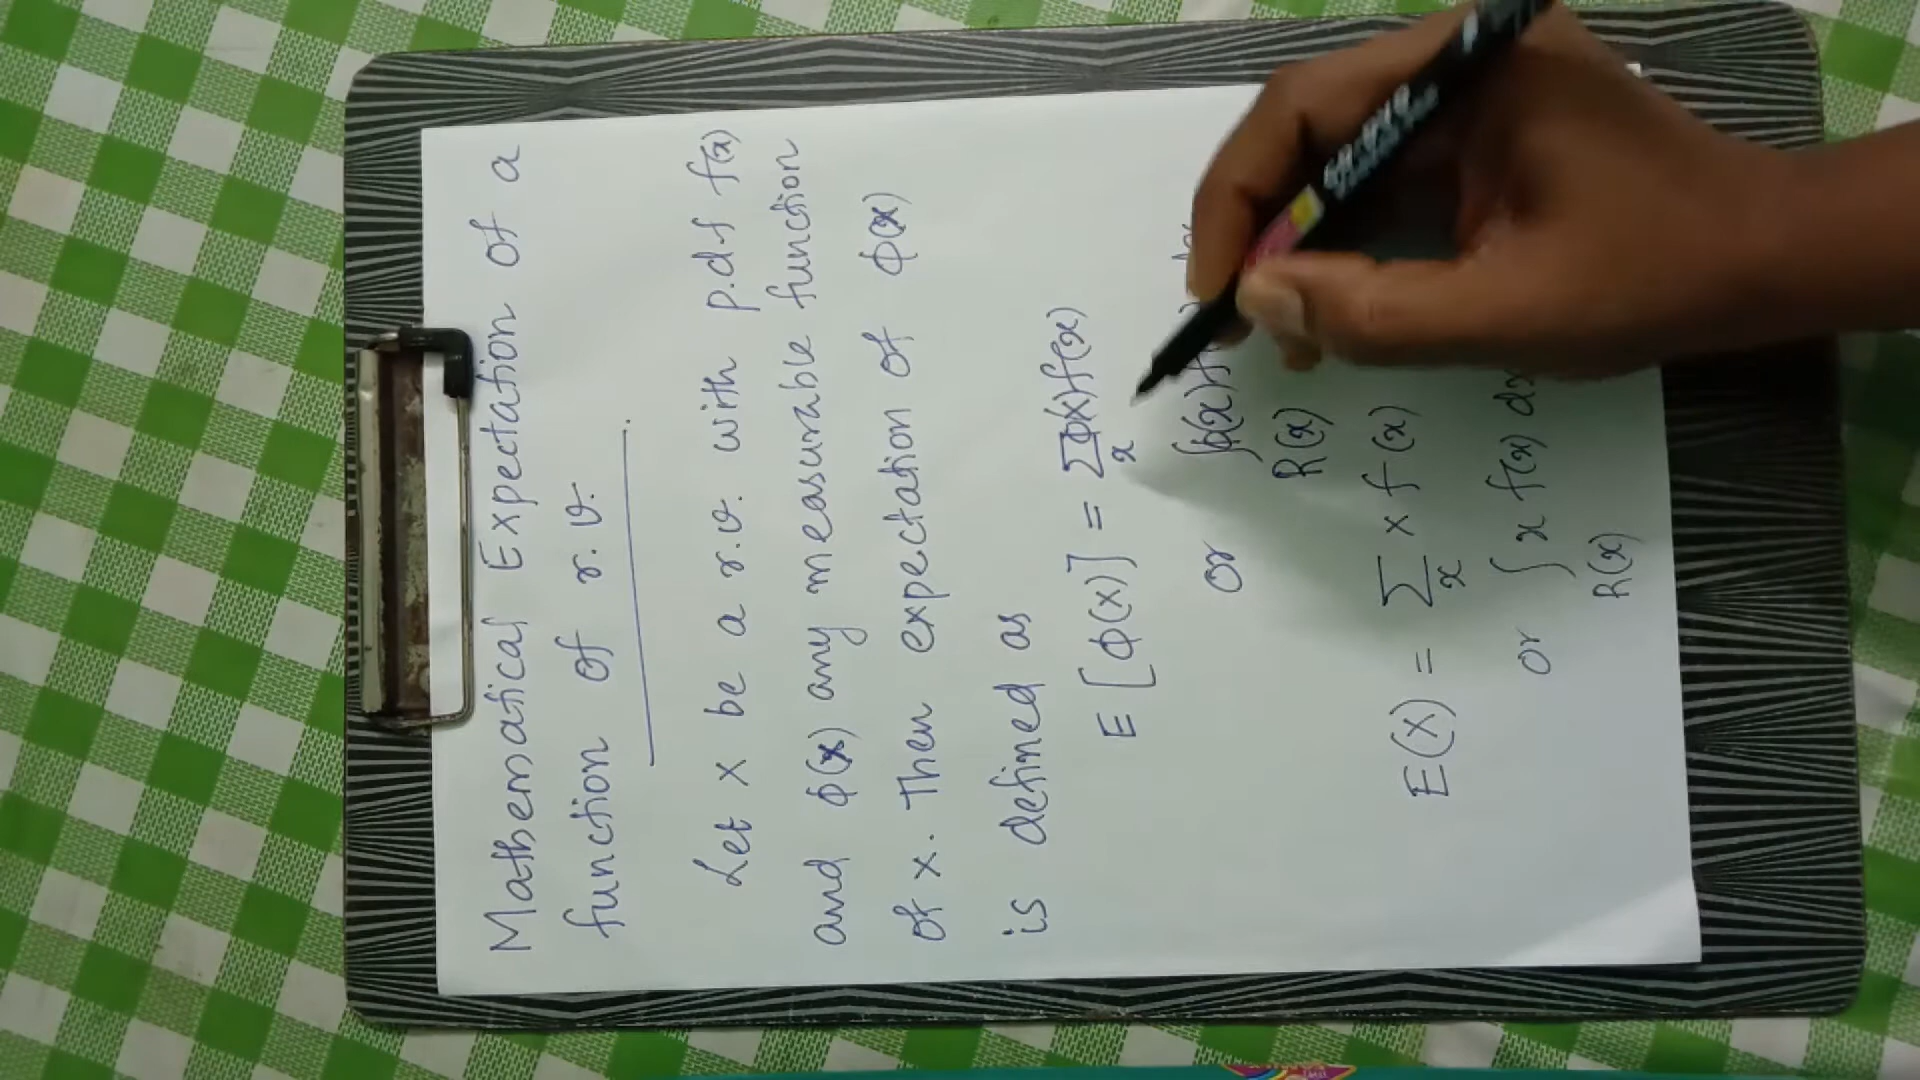 Mathematical Expectation of a
function of r.v.
Let X be a r.v. with p.d.f f(x)
and ϕ(x) any measurable function
of x. Then expectation of ϕ(x)
is defined as
E[ϕ(x)] = ∑ϕ(x)f(x)
x
or ∫ϕ(x)f
R(x)
E(X) = ∑ x f(x)
x
or ∫ x f(x) dx
R(x)